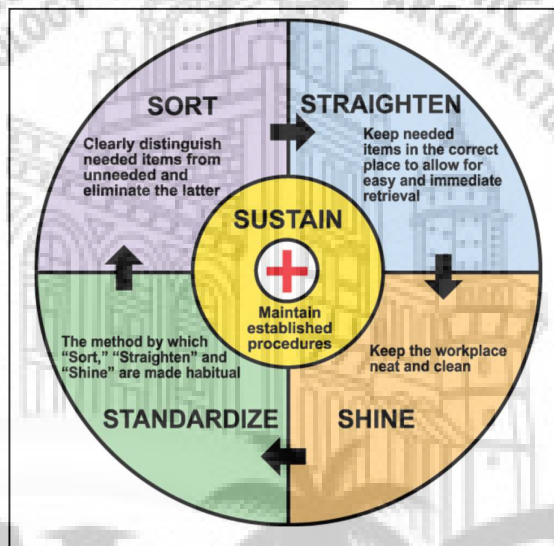 SORT
Clearly distinguish
needed items from
unneeded and
eliminate the latter
STRAIGHTEN
Keep needed
items in the correct
place to allow for
easy and immediate
retrieval
SUSTAIN
Maintain
established
procedures
The method by which
“Sort,” “Straighten” and
“Shine” are made habitual
STANDARDIZE
Keep the workplace
neat and clean
SHINE